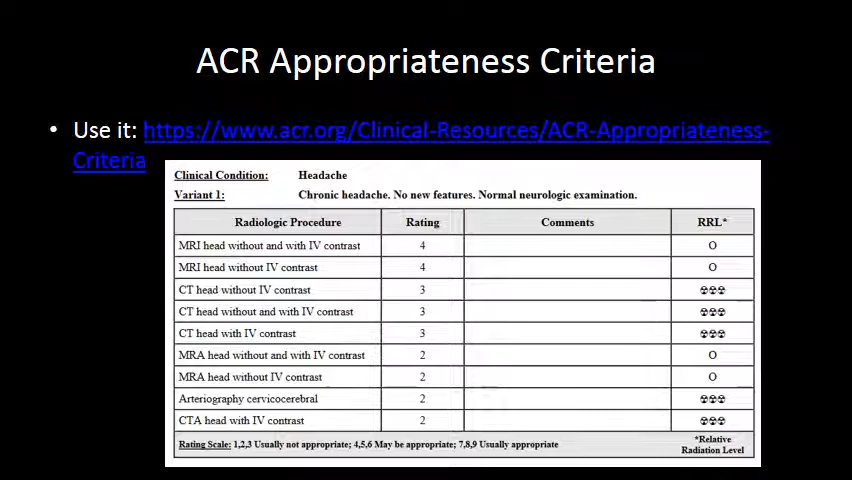 ACR Appropriateness Criteria
• Use it: https://www.acr.org/Clinical-Resources/ACR-Appropriateness-
Criteria
Clinical Condition: Headache
Variant 1: Chronic headache. No new features. Normal neurologic examination.
Radiologic Procedure Rating Comments RRL*
MRI head without and with IV contrast 4 O
MRI head without IV contrast 4 O
CT head without IV contrast 3 ☢☢☢
CT head without and with IV contrast 3 ☢☢☢
CT head with IV contrast 3 ☢☢☢
MRA head without and with IV contrast 2 O
MRA head without IV contrast 2 O
Arteriography cervicocerebral 2 ☢☢☢
CTA head with IV contrast 2 ☢☢☢
Rating Scale: 1,2,3 Usually not appropriate; 4,5,6 May be appropriate; 7,8,9 Usually appropriate
*Relative
Radiation Level